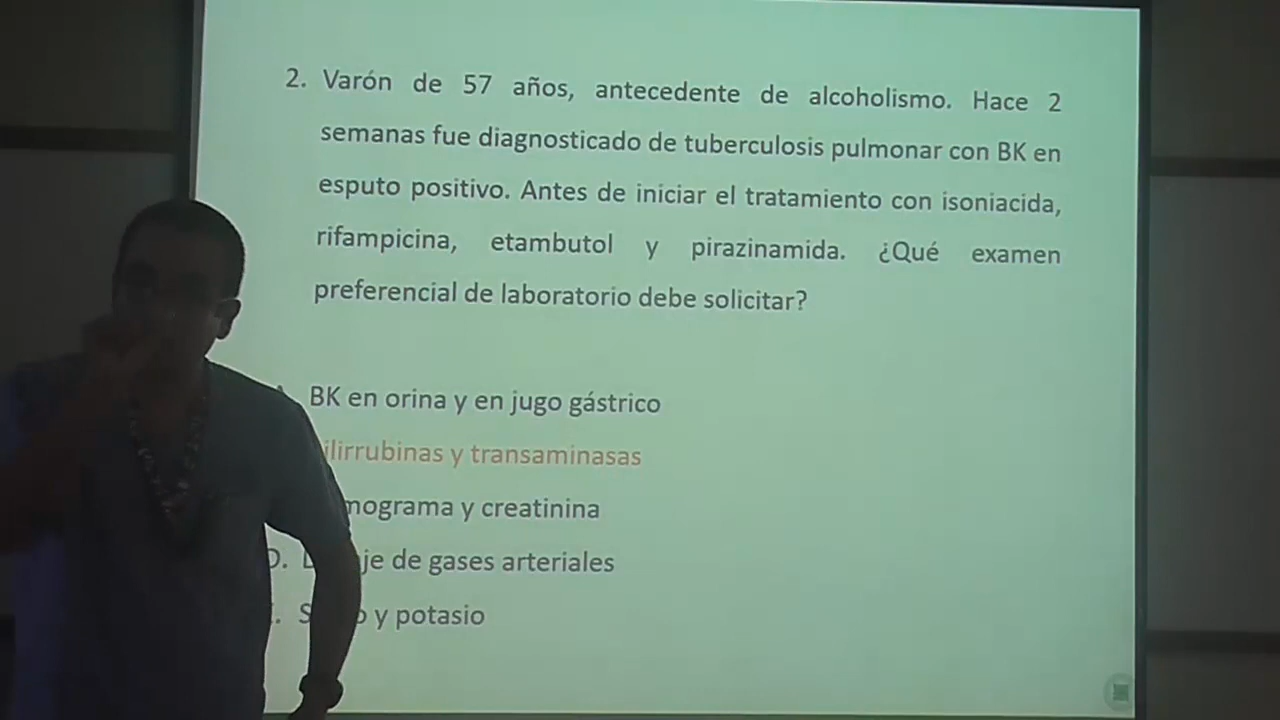 2. Varón de 57 años, antecedente de alcoholismo. Hace 2
semanas fue diagnosticado de tuberculosis pulmonar con BK en
esputo positivo. Antes de iniciar el tratamiento con isoniacida,
rifampicina, etambutol y pirazinamida. ¿Qué examen
preferencial de laboratorio debe solicitar?
BK en orina y en jugo gástrico
ilirrubinas y transaminasas
mograma y creatinina
D. je de gases arteriales
y potasio